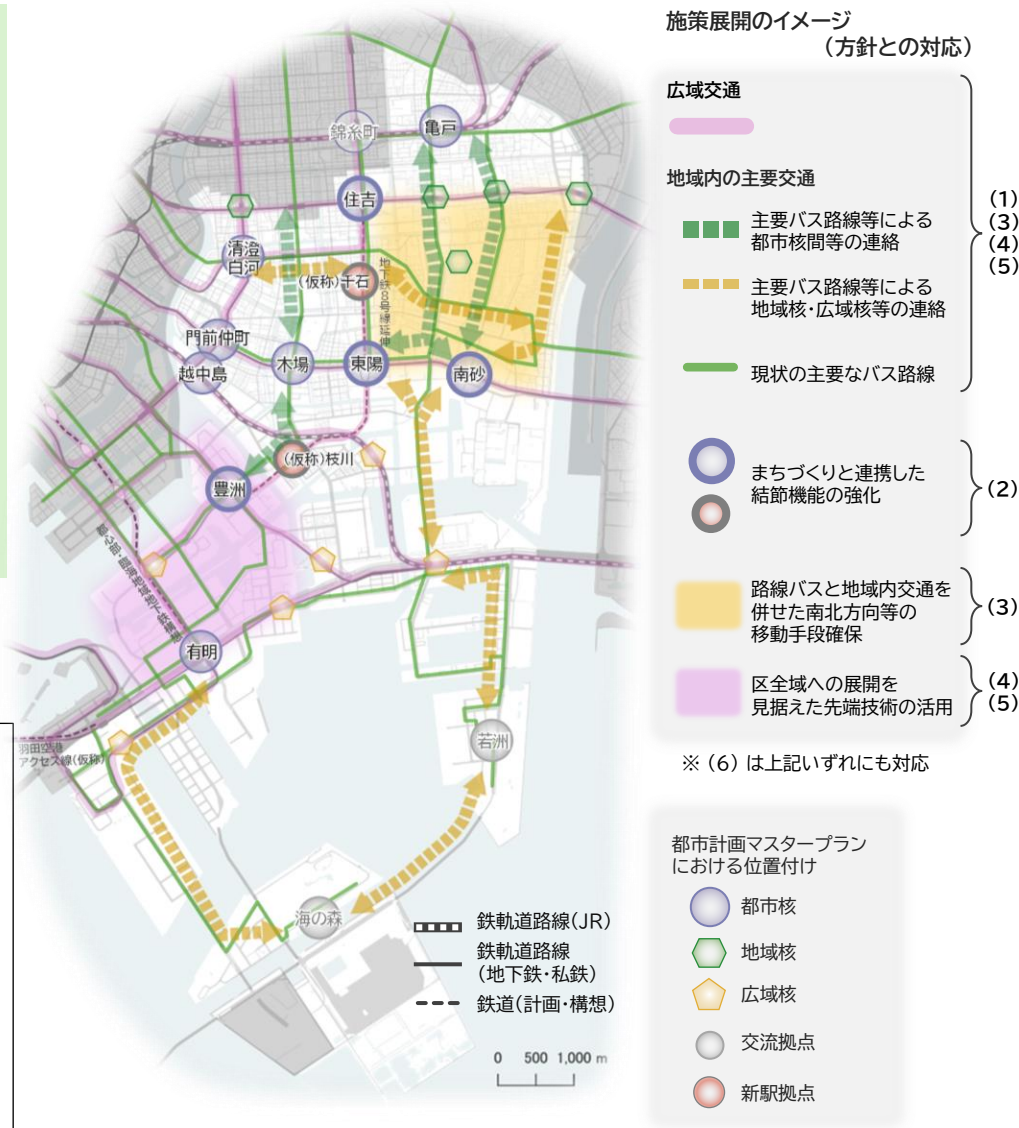 施策展開のイメージ
(方針との対応)
広域交通
地域内の主要交通
主要バス路線等による
都市核間等の連絡
主要バス路線等による
地域核・広域核等の連絡
現状の主要なバス路線
(1)
(3)
(4)
(5)
まちづくりと連携した
結節機能の強化
(2)
路線バスと地域内交通を
併せた南北方向等の
移動手段確保
(3)
区全域への展開を
見据えた先端技術の活用
(4)
(5)
※(6)は上記いずれにも対応
都市計画マスタープラン
における位置付け
都市核
地域核
広域核
交流拠点
新駅拠点
錦糸町
亀戸
住吉
清澄
白河
(仮称)千石
地下鉄8号線延伸
門前仲町
越中島
木場
東陽
南砂
(仮称)枝川
豊洲
都心部・臨海地域地下鉄構想
有明
羽田空港
アクセス線(仮称)
若洲
海の森
鉄軌道路線(JR)
鉄軌道路線
(地下鉄・私鉄)
鉄道(計画・構想)
0 500 1,000 m